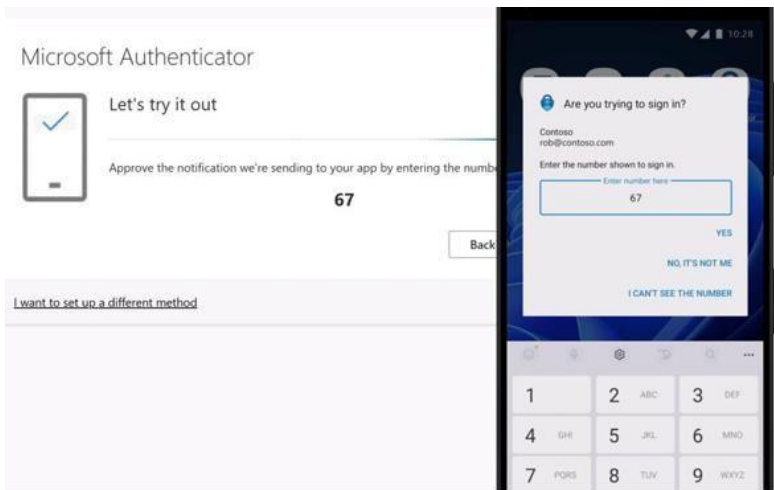 Microsoft Authenticator
Let's try it out
Approve the notification we're sending to your app by entering the numb
67
Back
I want to set up a different method
10:28
Are you trying to sign in?
Contoso
rob@contoso.com
Enter the number shown to sign in.
Enter number here
67
YES
NO, IT'S NOT ME
I CAN'T SEE THE NUMBER
1
2 ABC
3 DEF
4 GHI
5 JKL
6 MNO
7 PQRS
8 TUV
9 WXYZ